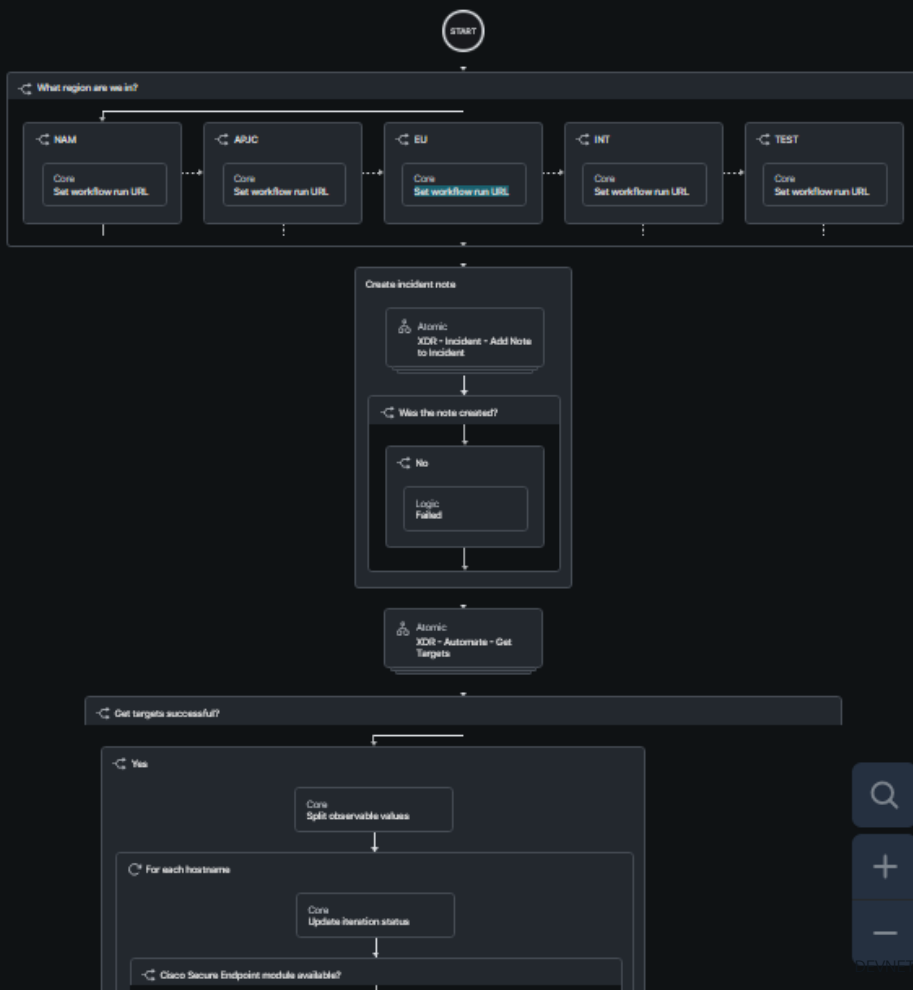 START
What region are we in?
NAM
APJC
EU
INT
TEST
Core
Set workflow run URL
Core
Set workflow run URL
Core
Set workflow run URL
Core
Set workflow run URL
Core
Set workflow run URL
Create incident note
Atomic
XDR - Incident - Add Note
to Incident
Was the note created?
No
Logic
Failed
Atomic
XDR - Automate - Get
Targets
Get targets successful?
Yes
Core
Split observable values
For each hostname
Core
Update iteration status
Cisco Secure Endpoint module available?
DEVNET